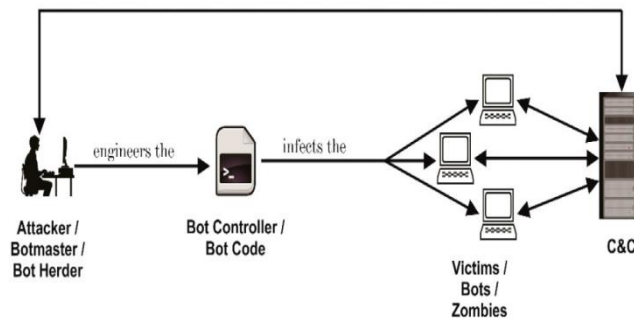 engineers the
infects the
Attacker /
Botmaster /
Bot Herder
Bot Controller /
Bot Code
Victims /
Bots /
Zombies
C&C